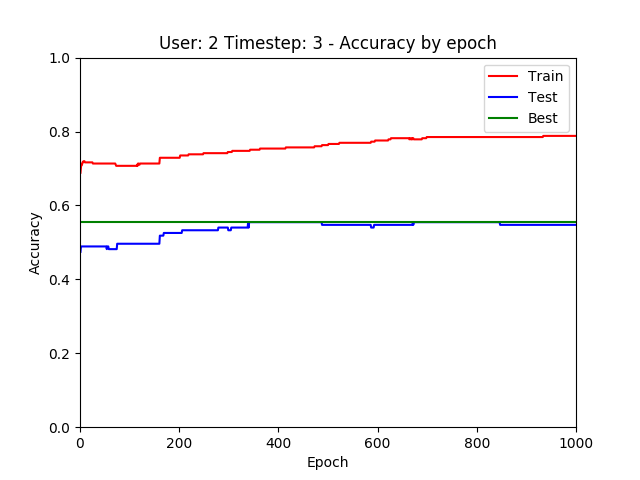 User: 2 Timestep: 3 - Accuracy by epoch
1.0
0.8
0.6
0.4
0.2
0.0
Accuracy
Train
Test
Best
0 200 400 600 800 1000
Epoch